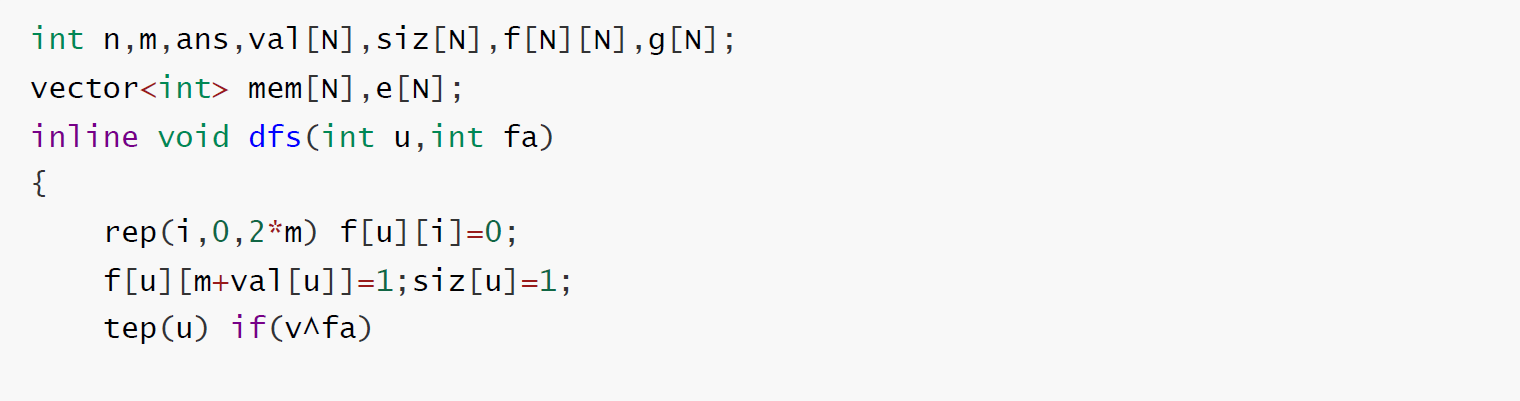 int n,m,ans,val[N],siz[N],f[N][N],g[N];
vector<int> mem[N],e[N];
inline void dfs(int u,int fa)
{
    rep(i,0,2*m) f[u][i]=0;
    f[u][m+val[u]]=1;siz[u]=1;
    tep(u) if(v^fa)